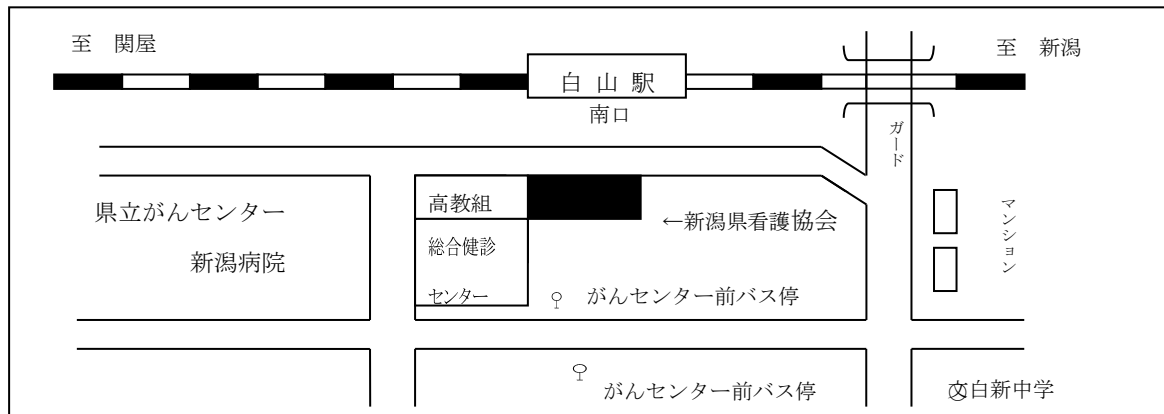 至　関屋
至　新潟
白 山 駅
南口
ガード
県立がんセンター
新潟病院
高教組
総合健診
センター
←新潟県看護協会
マンション
がんセンター前バス停
がんセンター前バス停
文白新中学